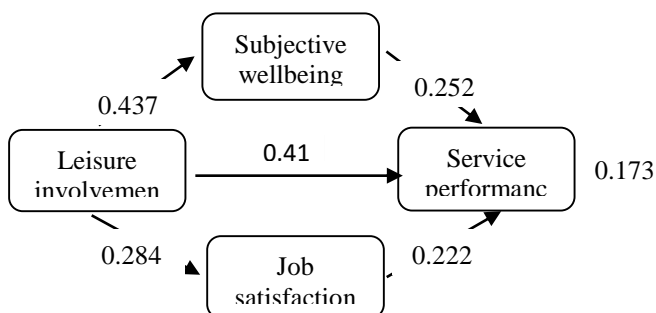 Subjective
wellbeing
0.437
0.252
Leisure
involvemen
0.41
Service
performanc
0.173
0.284
0.222
Job
satisfaction